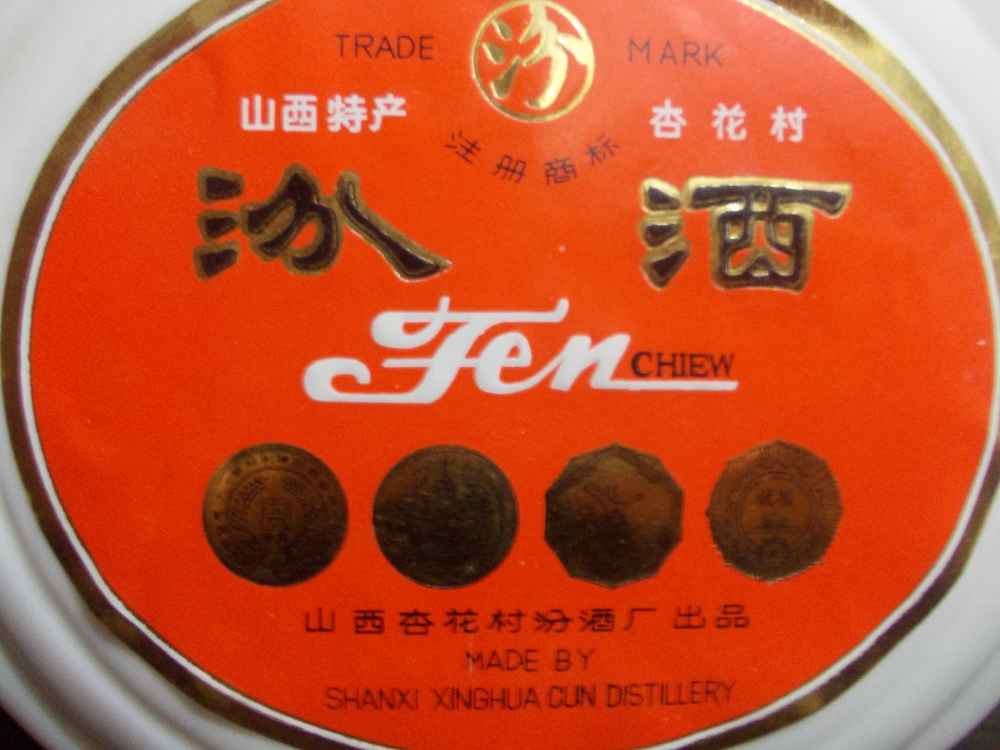 TRADE 汾 MARK
山西特产 杏花村
注册商标
汾酒
Fen CHIEW
山西杏花村汾酒厂出品
MADE BY
SHANXI XINGHUA CUN DISTILLERY